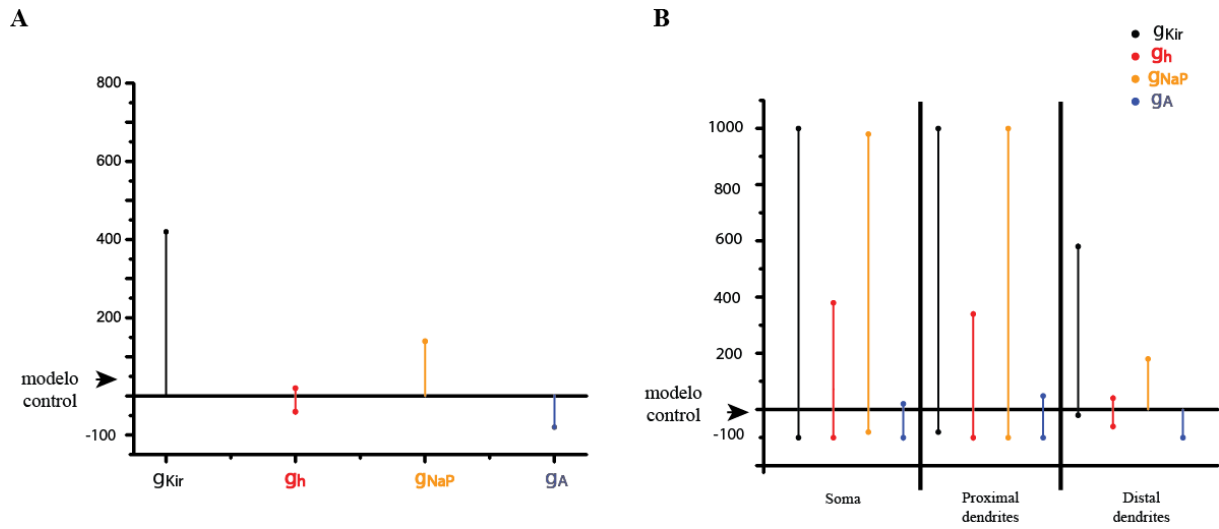 A
800
600
400
200
modelo
control
-100
gKir
gh
gNaP
gA
B
gKir
gh
gNaP
gA
1000
800
600
400
200
modelo
control
-100
Soma
Proximal
dendrites
Distal
dendrites